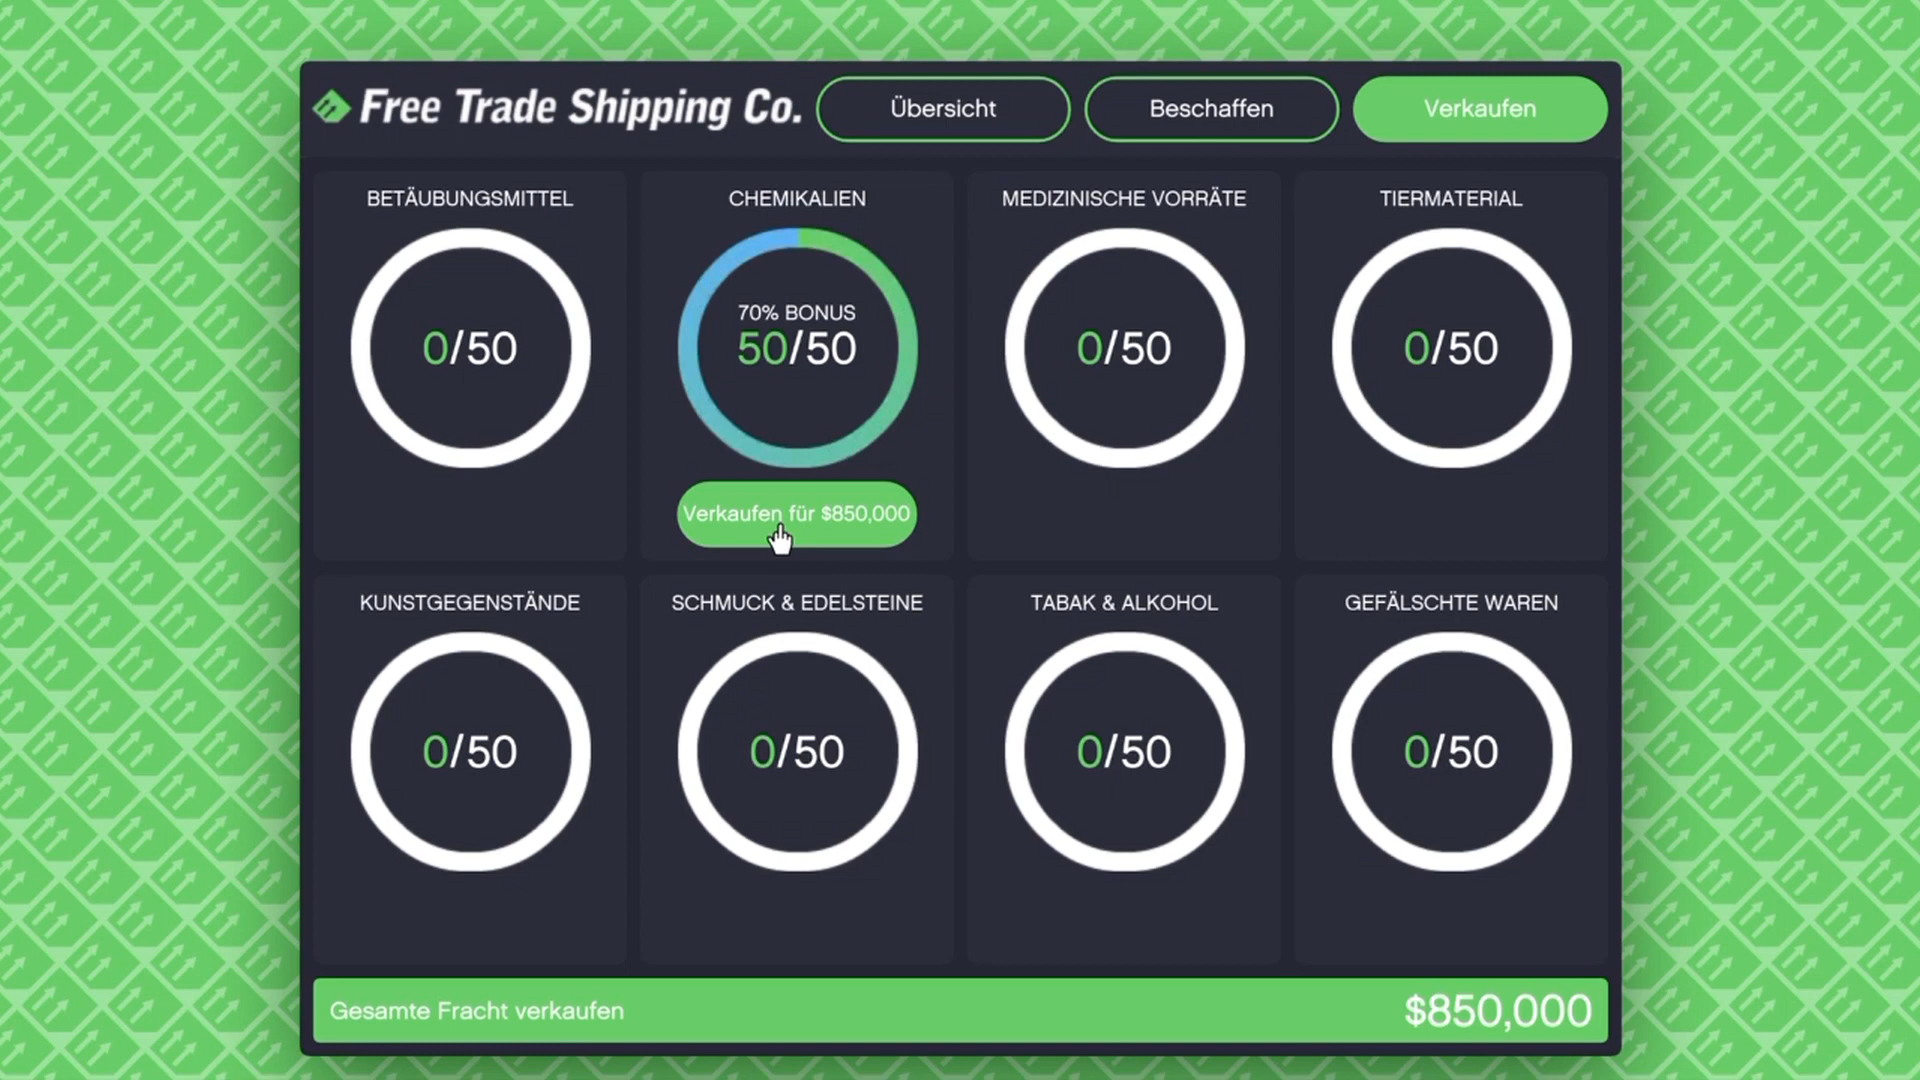 Free Trade Shipping Co.
Übersicht
Beschaffen
Verkaufen
BETÄUBUNGSMITTEL
0/50
CHEMIKALIEN
70% BONUS
50/50
Verkaufen für $850,000
MEDIZINISCHE VORRÄTE
0/50
TIERMATERIAL
0/50
KUNSTGEGENSTÄNDE
0/50
SCHMUCK & EDELSTEINE
0/50
TABAK & ALKOHOL
0/50
GEFÄLSCHTE WAREN
0/50
Gesamte Fracht verkaufen
$850,000